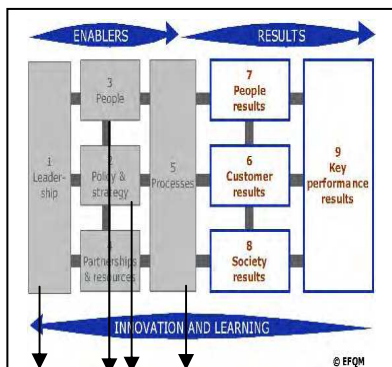 ENABLERS
RESULTS
1
Leader-
ship
3
People
2
Policy &
strategy
4
Partnerships
& resources
5
Processes
7
People
results
6
Customer
results
8
Society
results
9
Key
performance
results
INNOVATION AND LEARNING
© EFQM